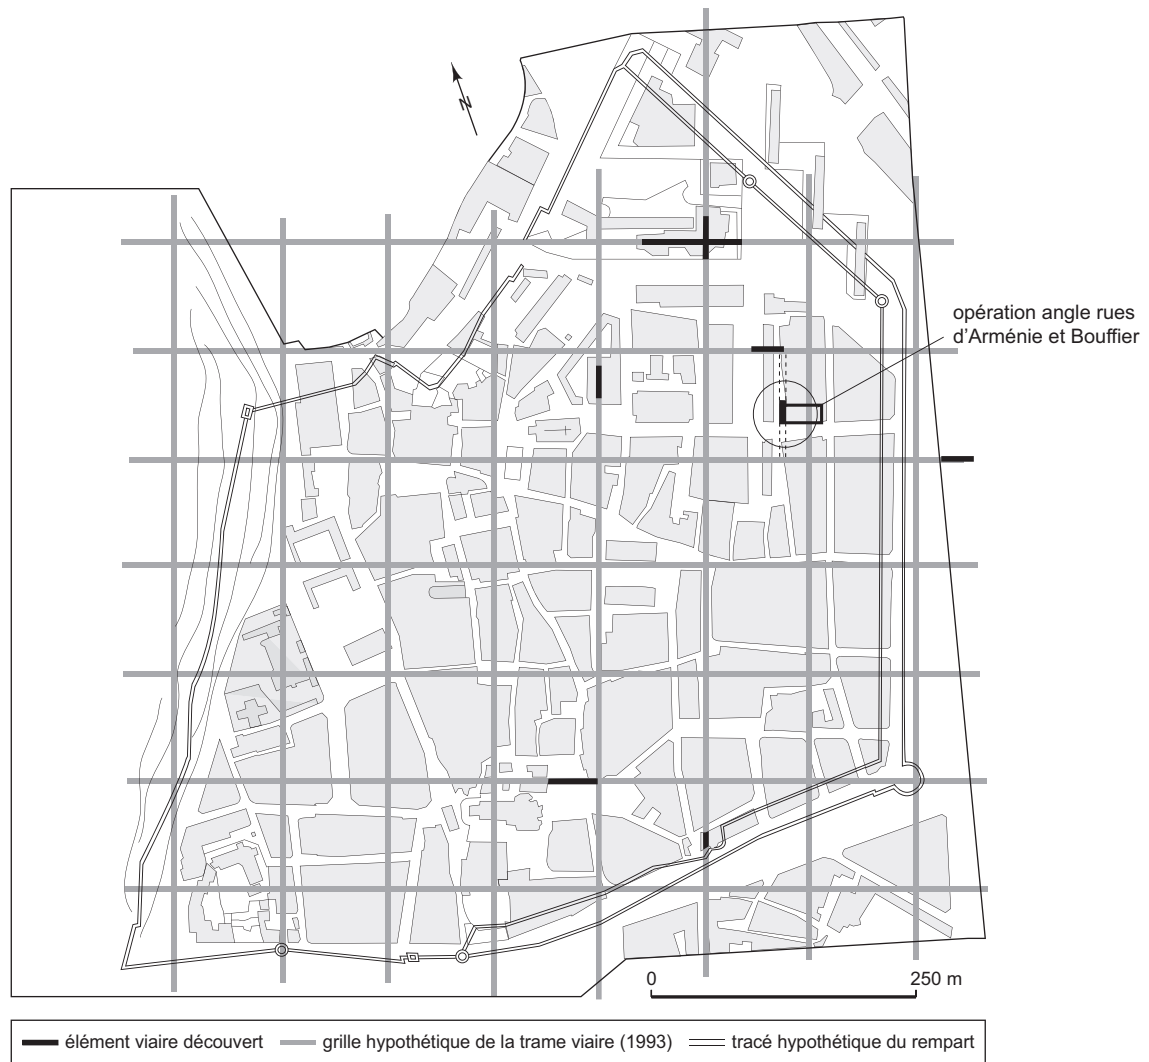 N
opération angle rues
d'Arménie et Bouffier
0 250 m
élément viaire découvert grille hypothétique de la trame viaire (1993) tracé hypothétique du rempart